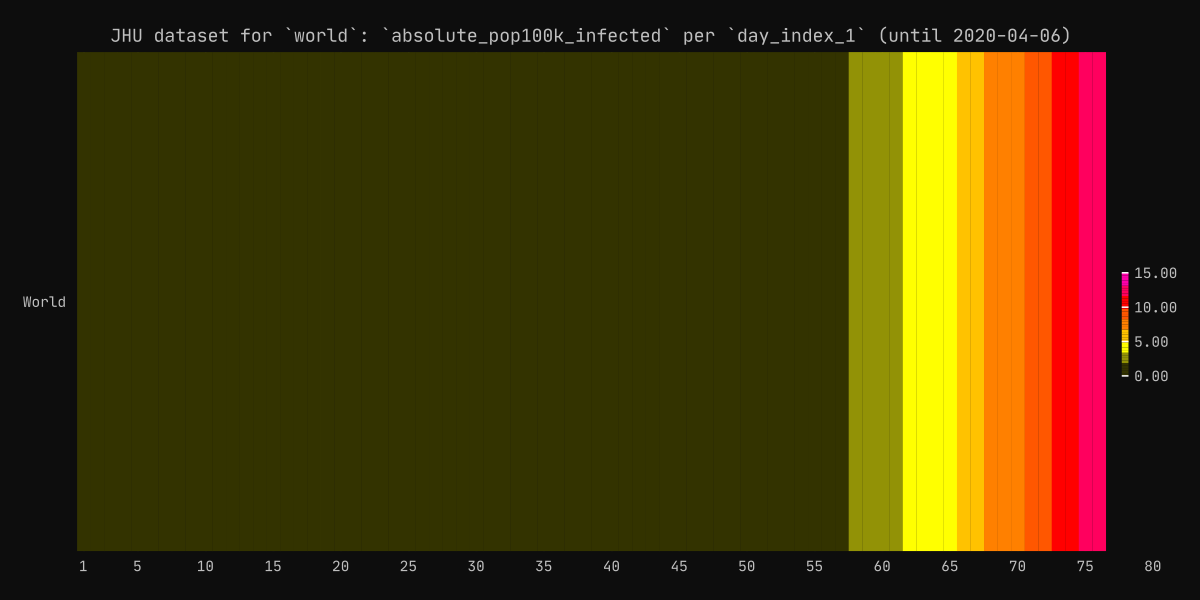 JHU dataset for `world`: `absolute_pop100k_infected` per `day_index_1` (until 2020-04-06)
World
15.00
10.00
5.00
0.00
1 5 10 15 20 25 30 35 40 45 50 55 60 65 70 75 80